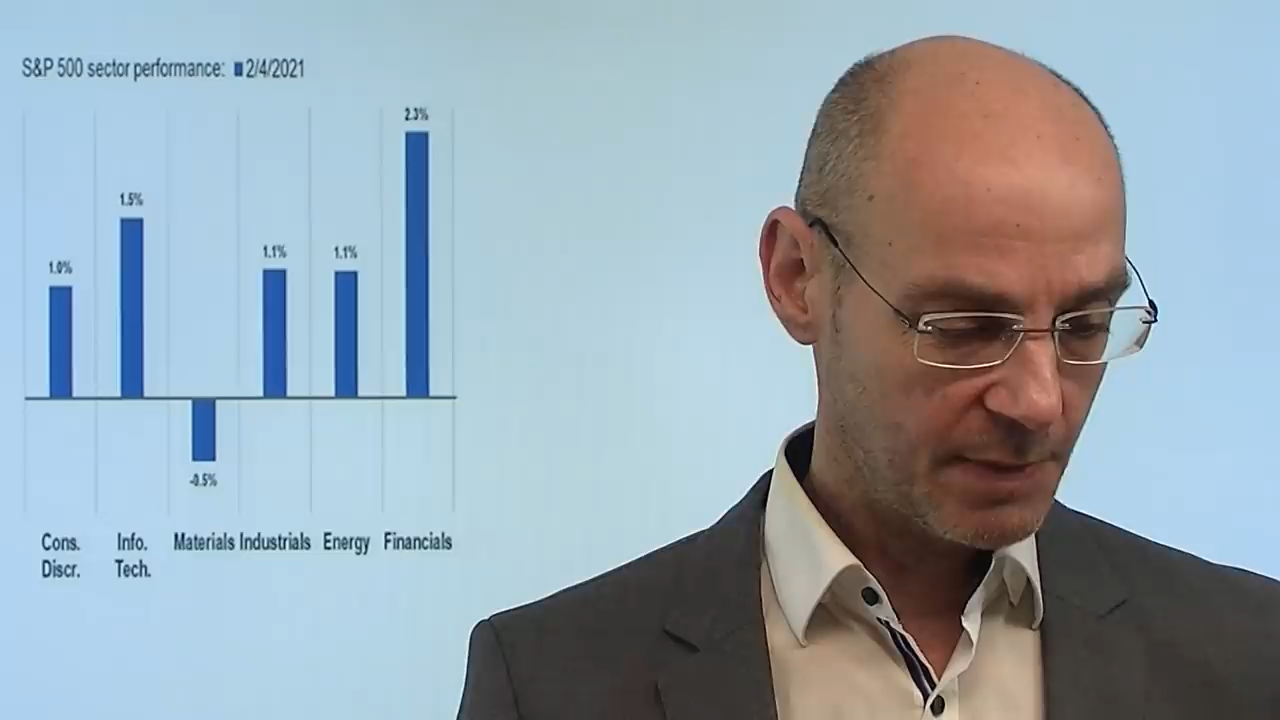 S&P 500 sector performance: 2/4/2021
2.3%
1.5%
1.1%
1.1%
1.0%
-0.5%
Cons. Discr.
Info. Tech.
Materials
Industrials
Energy
Financials